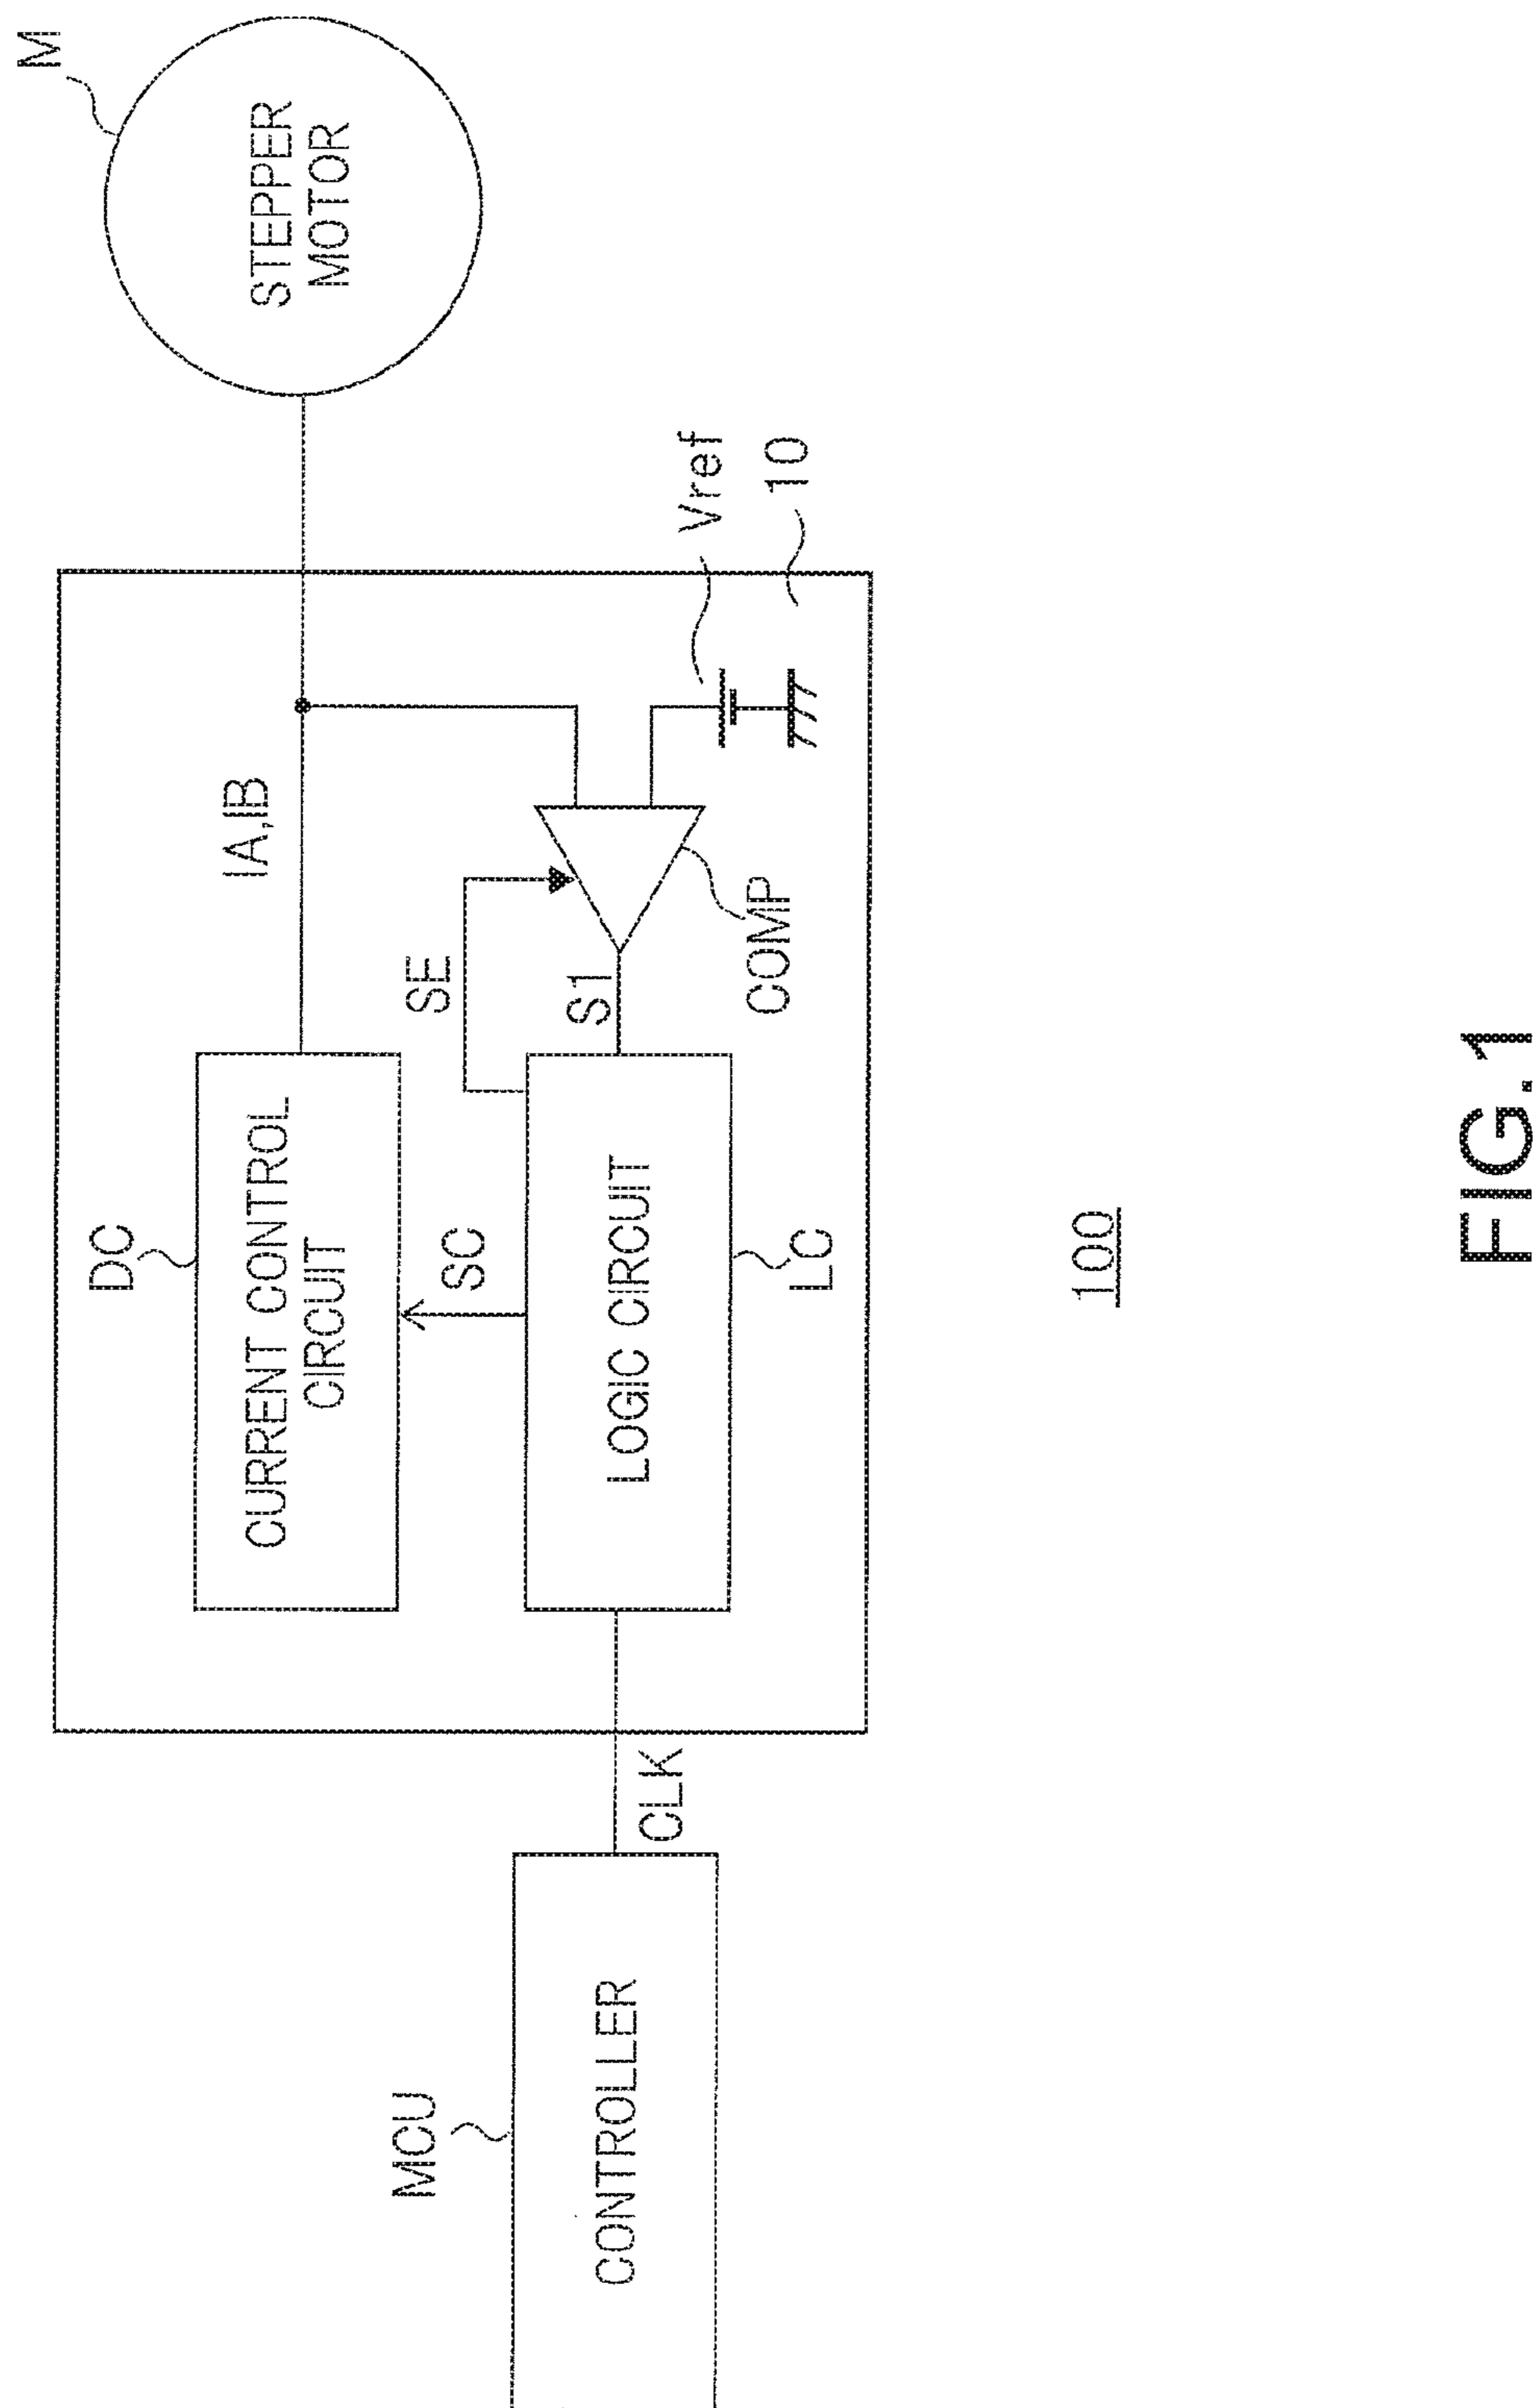 MCU
CONTROLLER
CLK
DC
CURRENT CONTROL
CIRCUIT
SC
LOGIC CIRCUIT
LC
IA,IB
SE
S1
COMP
Vref
10
M
STEPPER
MOTOR
100
FIG. 1